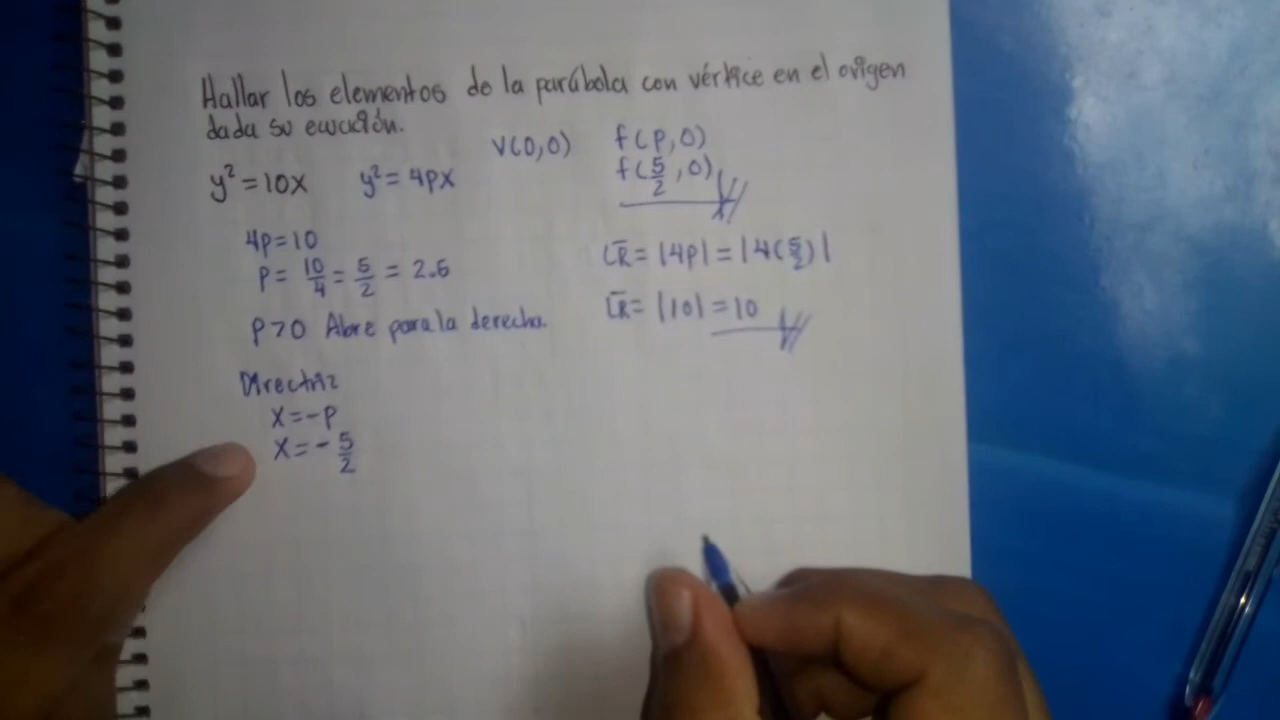 Hallar los elementos de la parábola con vértice en el origen
dada su ecuación.
y² = 10x   y² = 4px
V(0,0)   f(p,0)
f(5/2,0)
4p = 10
p = 10/4 = 5/2 = 2.5
p>0 Abre para la derecha.
Directriz
x = -p
x = -5/2
LR = |4p| = |4(5/2)|
LR = |10| = 10